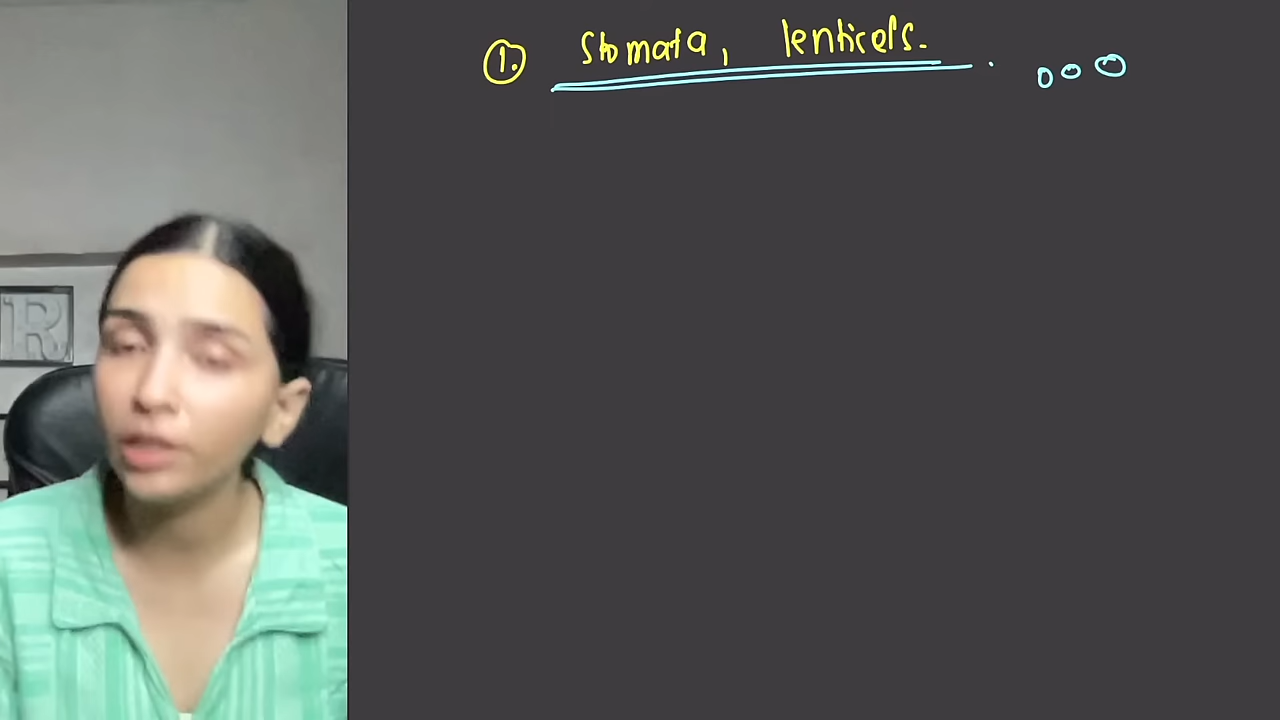 ① Stomata, lenticels.
R